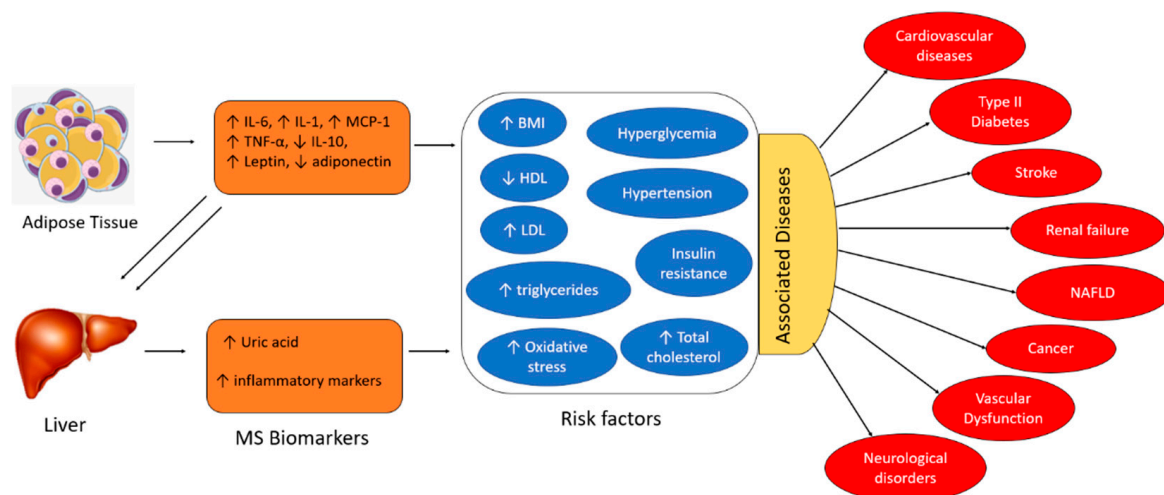 Adipose Tissue
↑ IL-6, ↑ IL-1, ↑ MCP-1
↑ TNF-α, ↓ IL-10,
↑ Leptin, ↓ adiponectin
Liver
↑ Uric acid
↑ inflammatory markers
MS Biomarkers
↑ BMI
Hyperglycemia
↓ HDL
Hypertension
↑ LDL
Insulin
resistance
↑ triglycerides
↑ Oxidative
stress
↑ Total
cholesterol
Risk factors
Associated Diseases
Cardiovascular
diseases
Type II
Diabetes
Stroke
Renal failure
NAFLD
Cancer
Vascular
Dysfunction
Neurological
disorders